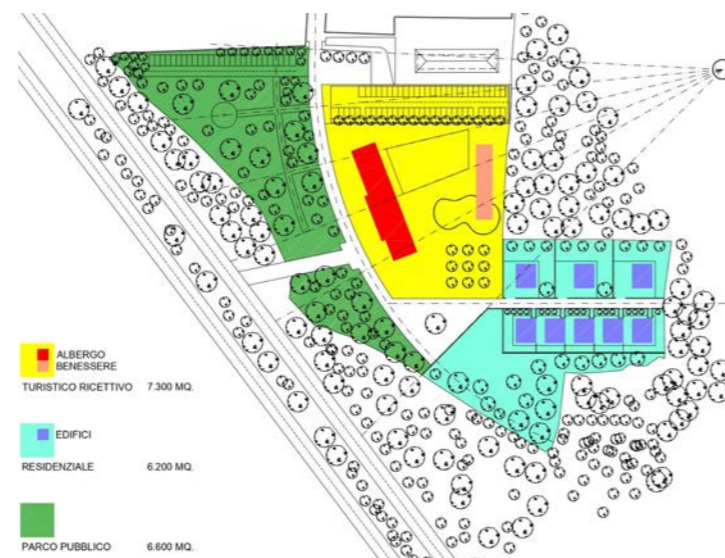 ALBERGO
BENESSERE
TURISTICO RICETTIVO 7.300 MQ.
EDIFICI
RESIDENZIALE 6.200 MQ.
PARCO PUBBLICO 6.600 MQ.